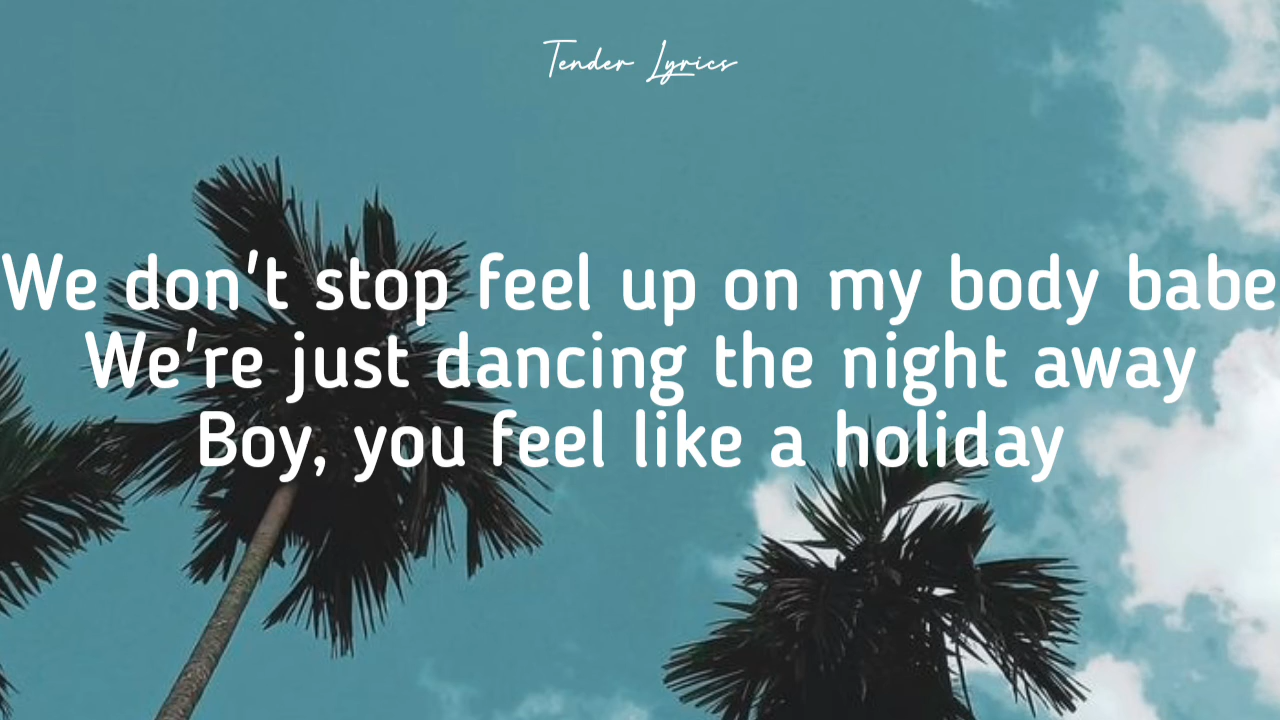 Tender Lyrics
We don't stop feel up on my body babe
We're just dancing the night away
Boy, you feel like a holiday